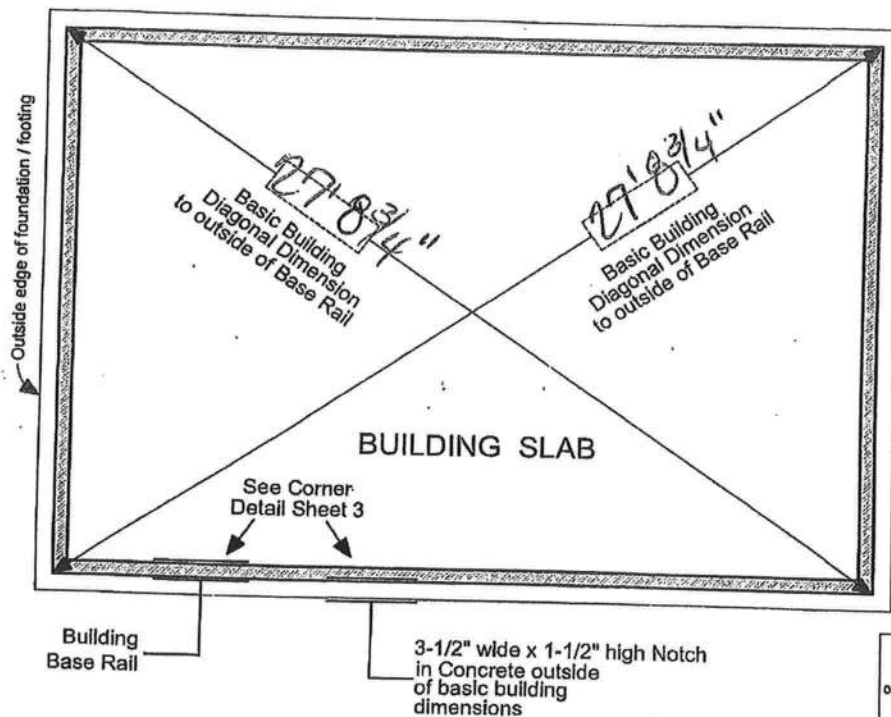 Outside edge of foundation / footing
27' 8 3/4"
Basic Building
Diagonal Dimension
to outside of Base Rail
27' 8 3/4"
Basic Building
Diagonal Dimension
to outside of Base Rail
BUILDING SLAB
See Corner
Detail Sheet 3
Building
Base Rail
3-1/2" wide x 1-1/2" high Notch
in Concrete outside
of basic building
dimensions